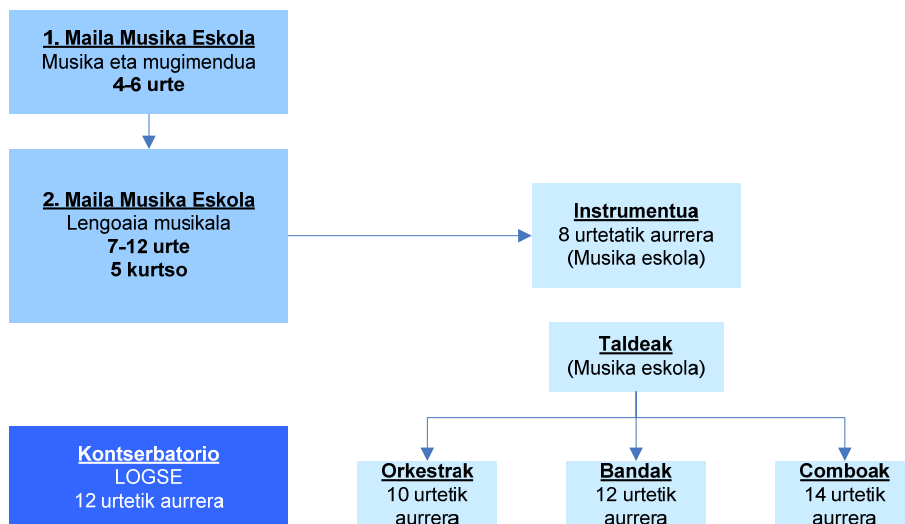 1. Maila Musika Eskola
Musika eta mugimendua
4-6 urte
2. Maila Musika Eskola
Lengoaia musikala
7-12 urte
5 kurtso
Instrumentua
8 urtetatik aurrera
(Musika eskola)
Taldeak
(Musika eskola)
Kontserbatorio
LOGSE
12 urtetik aurrera
Orkestrak
10 urtetik
aurrera
Bandak
12 urtetik
aurrera
Comboak
14 urtetik
aurrera